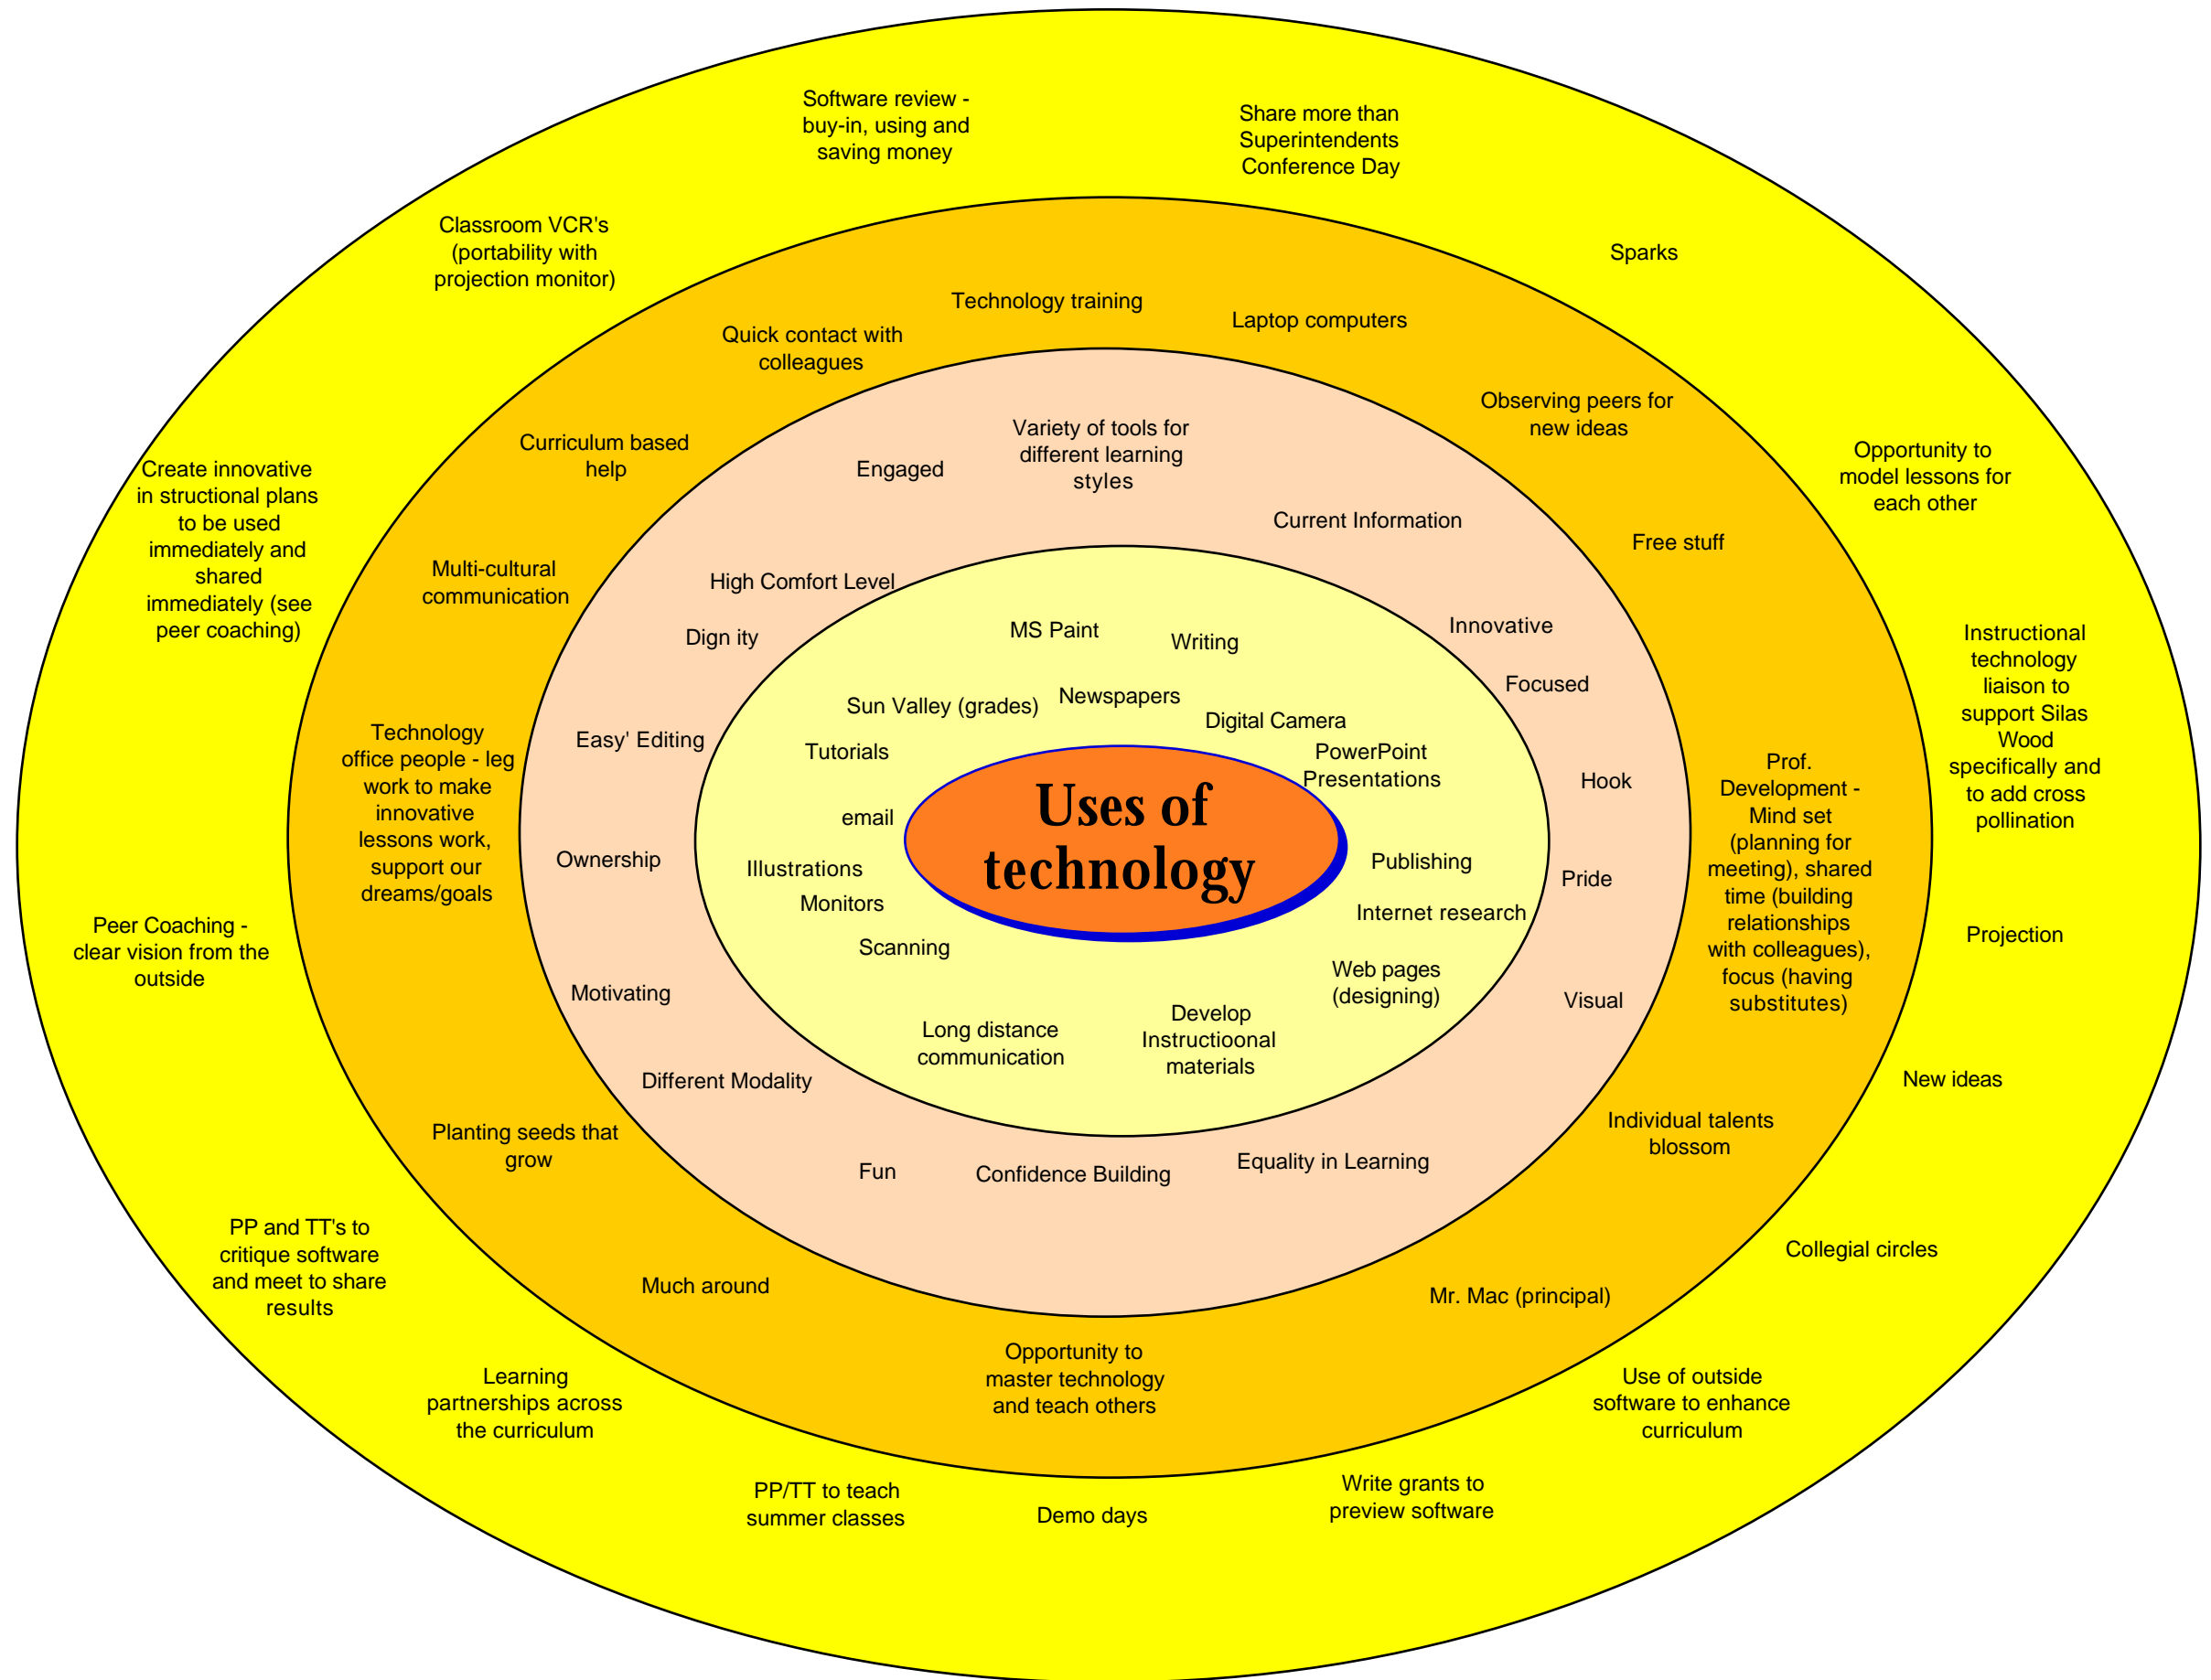 Software review -
buy-in, using and
saving money
Share more than
Superintendents
Conference Day
Classroom VCR's
(portability with
projection monitor)
Sparks
Technology training
Laptop computers
Quick contact with
colleagues
Observing peers for
new ideas
Curriculum based
help
Variety of tools for
different learning
styles
Engaged
Opportunity to
model lessons for
each other
Create innovative
in structional plans
to be used
immediately and
shared
immediately (see
peer coaching)
Current Information
Free stuff
Multi-cultural
communication
High Comfort Level
Dign ity
MS Paint
Writing
Innovative
Instructional
technology
liaison to
support Silas
Wood
specifically and
to add cross
pollination
Focused
Sun Valley (grades)
Newspapers
Digital Camera
Technology
office people - leg
work to make
innovative
lessons work,
support our
dreams/goals
Easy' Editing
Tutorials
PowerPoint
Presentations
Hook
Prof.
Development -
Mind set
(planning for
meeting), shared
time (building
relationships
with colleagues),
focus (having
substitutes)
email
Uses of
technology
Ownership
Illustrations
Publishing
Pride
Monitors
Internet research
Peer Coaching -
clear vision from the
outside
Scanning
Projection
Web pages
(designing)
Motivating
Visual
Long distance
communication
Develop
Instructioonal
materials
Different Modality
New ideas
Planting seeds that
grow
Individual talents
blossom
Fun
Confidence Building
Equality in Learning
PP and TT's to
critique software
and meet to share
results
Collegial circles
Much around
Mr. Mac (principal)
Opportunity to
master technology
and teach others
Learning
partnerships across
the curriculum
Use of outside
software to enhance
curriculum
PP/TT to teach
summer classes
Demo days
Write grants to
preview software